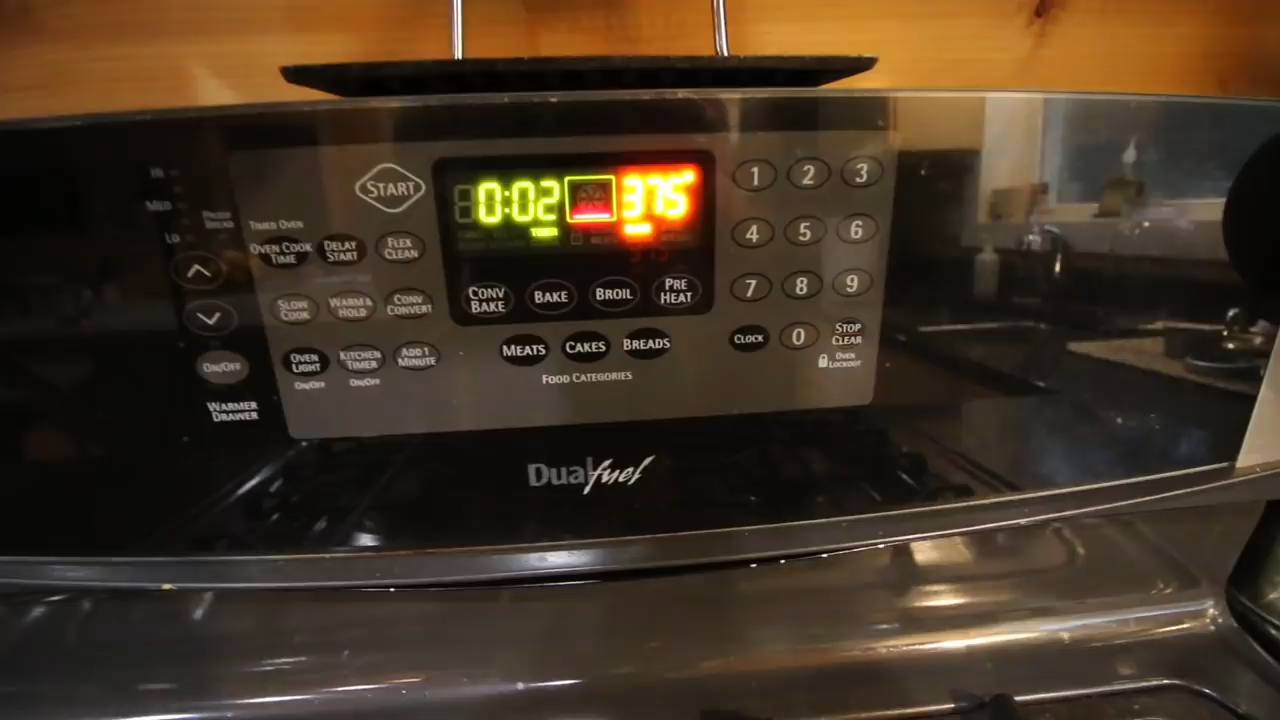 HI
MED
LO
PROOF BREAD
ON/OFF
WARMER
DRAWER
START
TIMED OVEN
OVEN COOK
TIME
DELAY
START
FLEX
CLEAN
SLOW
COOK
WARM &
HOLD
CONV
CONVERT
OVEN
LIGHT
ON/OFF
KITCHEN
TIMER
ON/OFF
ADD 1
MINUTE
0:02
TIMER
375°
CONV
BAKE
BAKE
BROIL
PRE
HEAT
MEATS
CAKES
BREADS
FOOD CATEGORIES
1 2 3
4 5 6
7 8 9
CLOCK
0
STOP
CLEAR
OVEN
LOCKOUT
Dual fuel